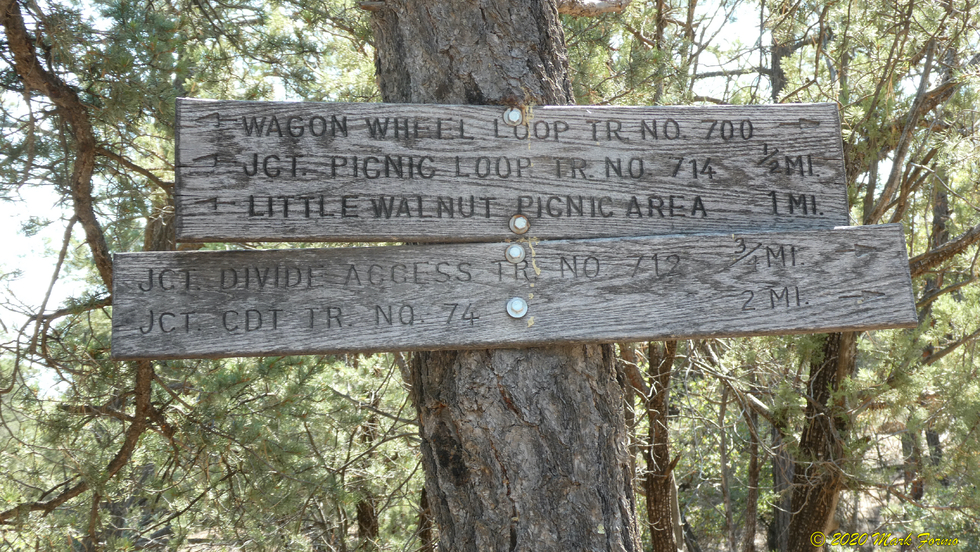 WAGON WHEEL LOOP TR. NO. 700
JCT. PICNIC LOOP TR. NO. 714 1/2 MI.
LITTLE WALNUT PICNIC AREA 1 MI.
JCT. DIVIDE ACCESS TR. NO. 712 3/4 MI.
JCT. CDT TR. NO. 74 2 MI.
© 2020 Mark Forro